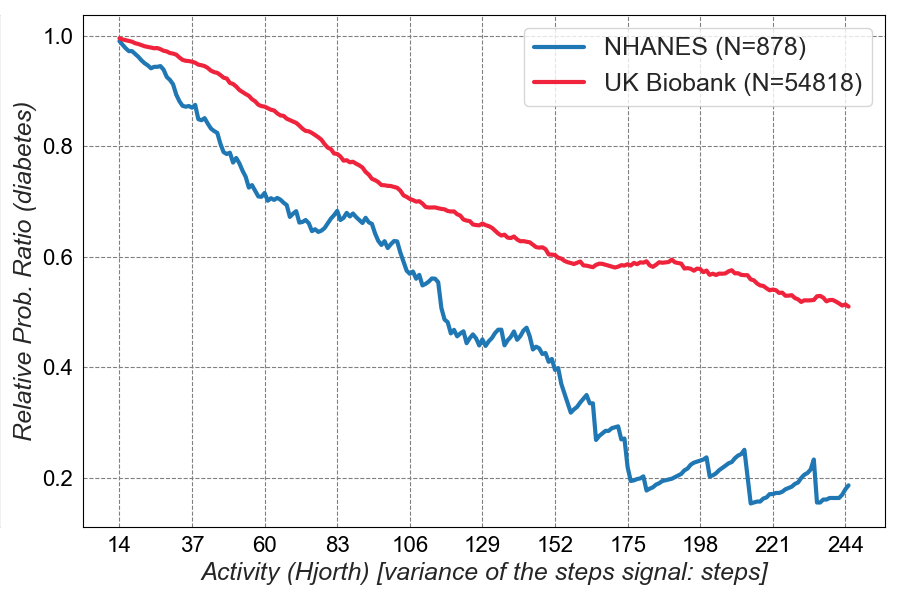 NHANES (N=878)
UK Biobank (N=54818)
Relative Prob. Ratio (diabetes)
1.0
0.8
0.6
0.4
0.2
14 37 60 83 106 129 152 175 198 221 244
Activity (Hjorth) [variance of the steps signal: steps]